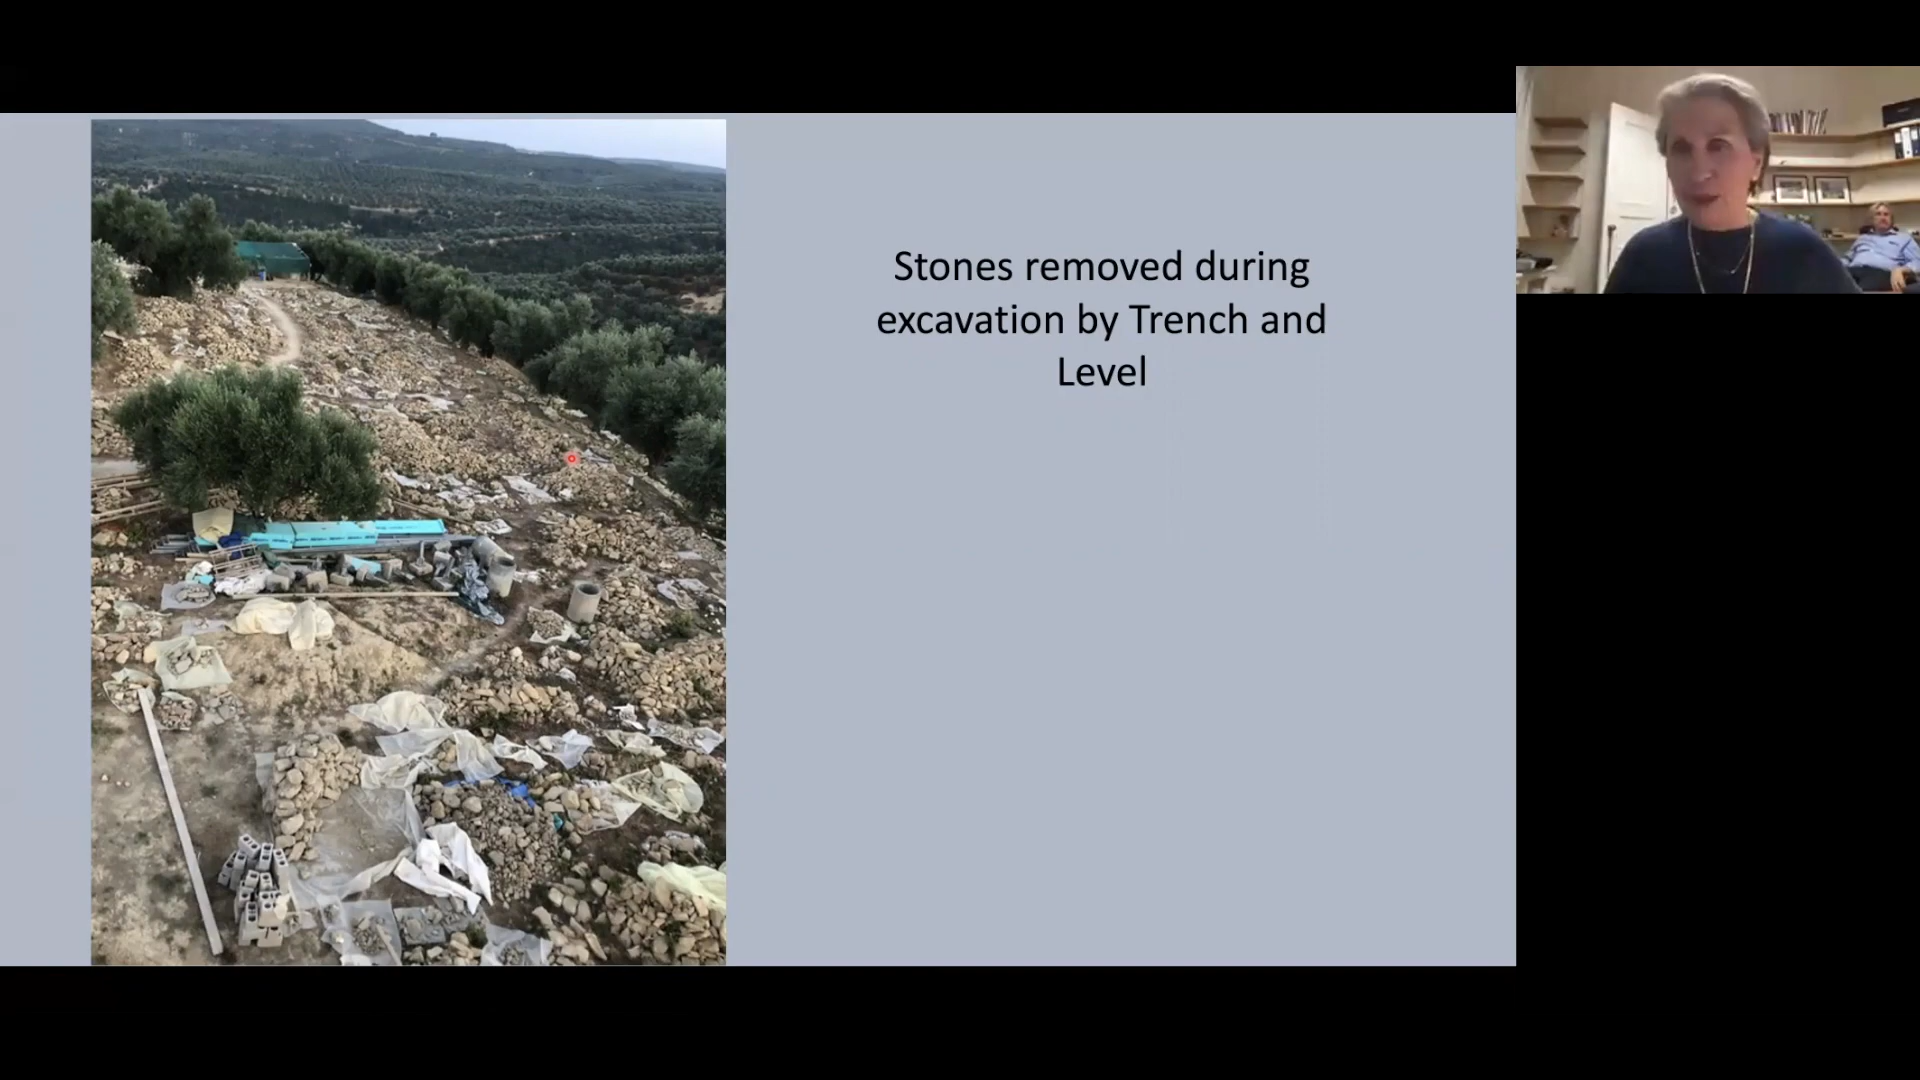 Stones removed during
excavation by Trench and
Level